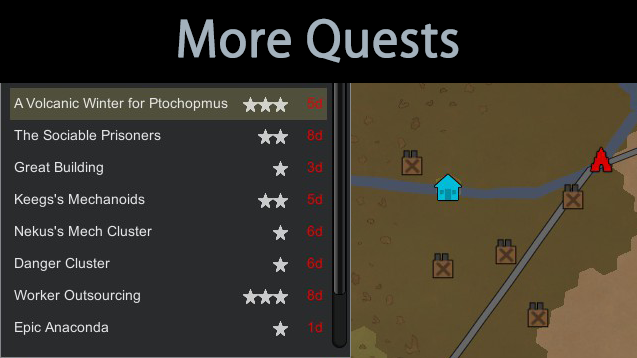 More Quests
A Volcanic Winter for Ptochopmus 5d
The Sociable Prisoners 8d
Great Building 3d
Keegs's Mechanoids 5d
Nekus's Mech Cluster 6d
Danger Cluster 6d
Worker Outsourcing 8d
Epic Anaconda 1d